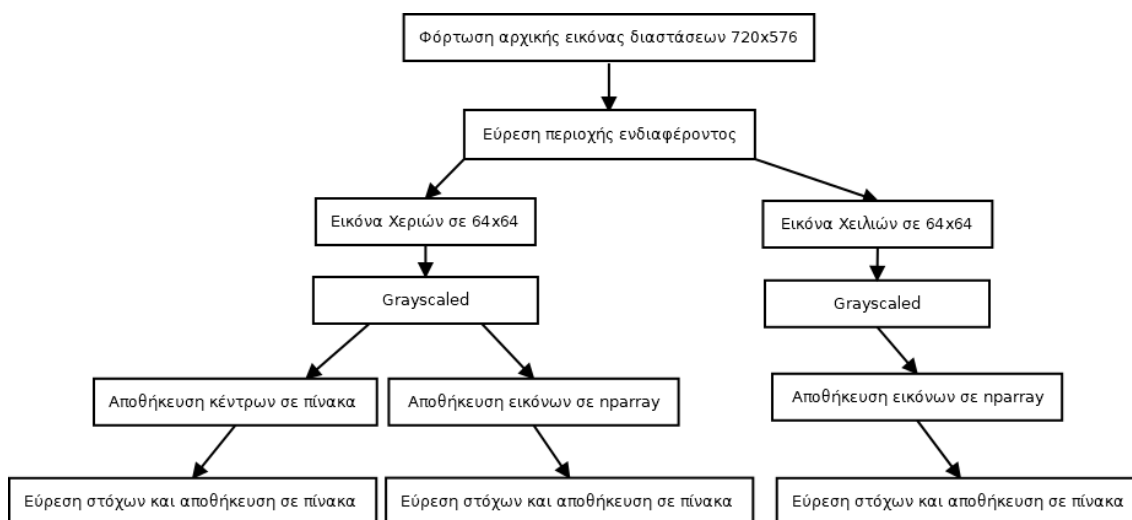 Φόρτωση αρχικής εικόνας διαστάσεων 720x576
Εύρεση περιοχής ενδιαφέροντος
Εικόνα Χεριών σε 64x64
Εικόνα Χειλιών σε 64x64
Grayscaled
Grayscaled
Αποθήκευση κέντρων σε πίνακα
Αποθήκευση εικόνων σε nparray
Αποθήκευση εικόνων σε nparray
Εύρεση στόχων και αποθήκευση σε πίνακα
Εύρεση στόχων και αποθήκευση σε πίνακα
Εύρεση στόχων και αποθήκευση σε πίνακα